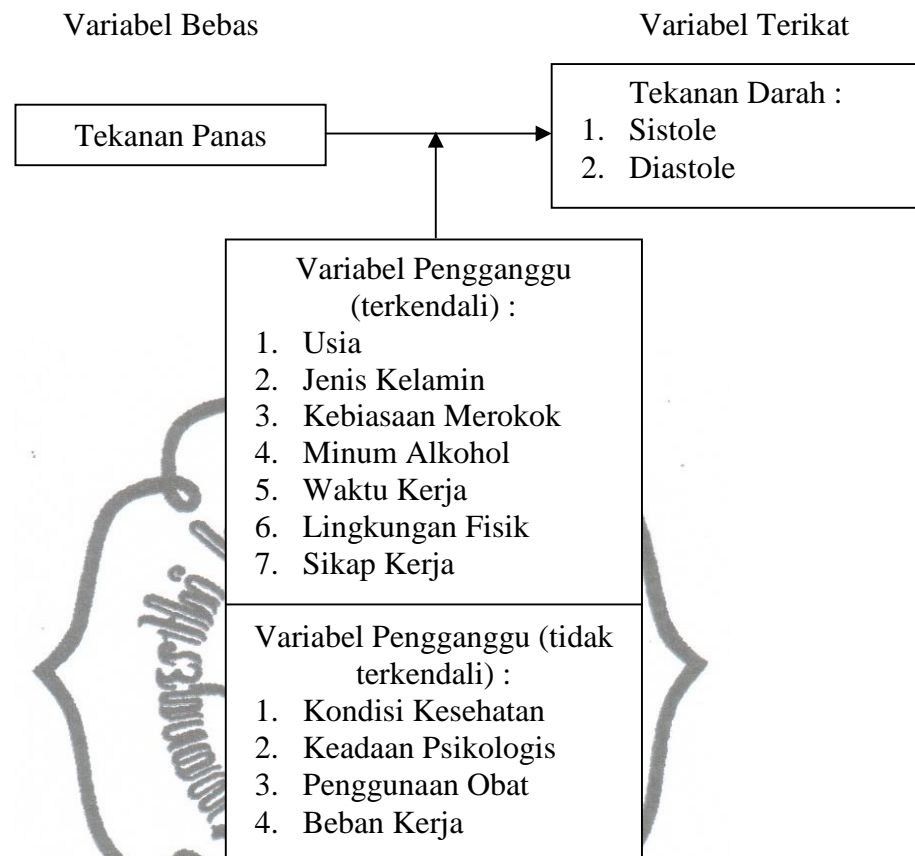 Variabel Bebas
Variabel Terikat
Tekanan Panas
Tekanan Darah :
1. Sistole
2. Diastole
Variabel Pengganggu
(terkendali) :
1. Usia
2. Jenis Kelamin
3. Kebiasaan Merokok
4. Minum Alkohol
5. Waktu Kerja
6. Lingkungan Fisik
7. Sikap Kerja
Variabel Pengganggu (tidak
terkendali) :
1. Kondisi Kesehatan
2. Keadaan Psikologis
3. Penggunaan Obat
4. Beban Kerja